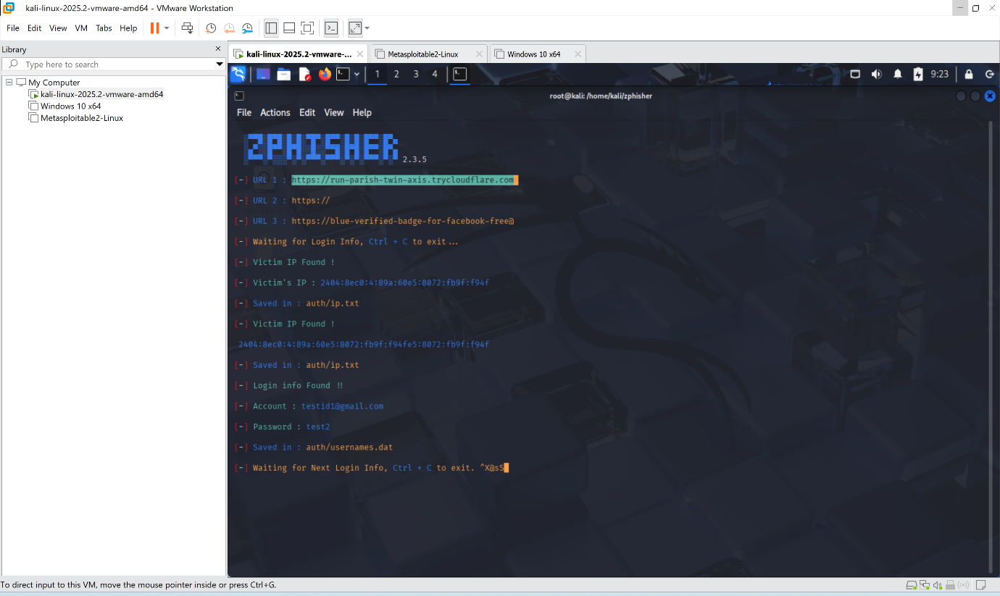 kali-linux-2025.2-vmware-amd64 - VMware Workstation
File Edit View VM Tabs Help
Library
Type here to search
My Computer
kali-linux-2025.2-vmware-amd64
Windows 10 x64
Metasploitable2-Linux
kali-linux-2025.2-vmware-... Metasploitable2-Linux Windows 10 x64
1 2 3 4 9:23
root@kali: /home/kali/zphisher
File Actions Edit View Help
ZPHISHER 2.3.5
[-] URL 1 : https://run-parish-twin-axis.trycloudflare.com
[-] URL 2 : https://
[-] URL 3 : https://blue-verified-badge-for-facebook-free@
[-] Waiting for Login Info, Ctrl + C to exit...
[-] Victim IP Found !
[-] Victim's IP : 2404:8ec0:4:89a:60e5:8072:fb9f:f94f
[-] Saved in : auth/ip.txt
[-] Victim IP Found !
2404:8ec0:4:89a:60e5:8072:fb9f:f94fe5:8072:fb9f:f94f
[-] Saved in : auth/ip.txt
[-] Login info Found !!
[-] Account : testid1@gmail.com
[-] Password : test2
[-] Saved in : auth/usernames.dat
[-] Waiting for Next Login Info, Ctrl + C to exit. ^X@sS
To direct input to this VM, move the mouse pointer inside or press Ctrl+G.